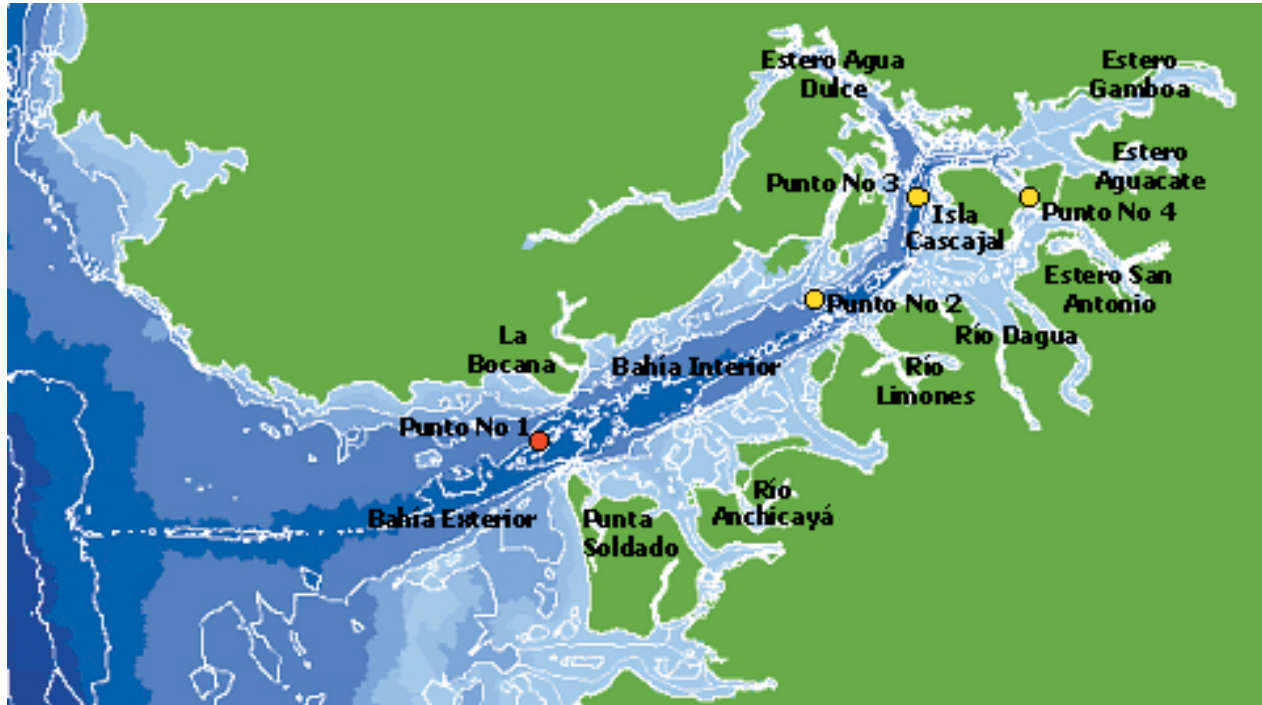 Estero Agua
Dulce
Estero
Gamboa
Estero
Aguacate
Punto No 3
Isla
Cascajal
Punto No 4
Estero San
Antonio
Punto No 2
Río Dagua
Río
Limones
La
Bocana
Bahía Interior
Punto No 1
Río
Anchicayá
Bahía Exterior
Punta
Soldado